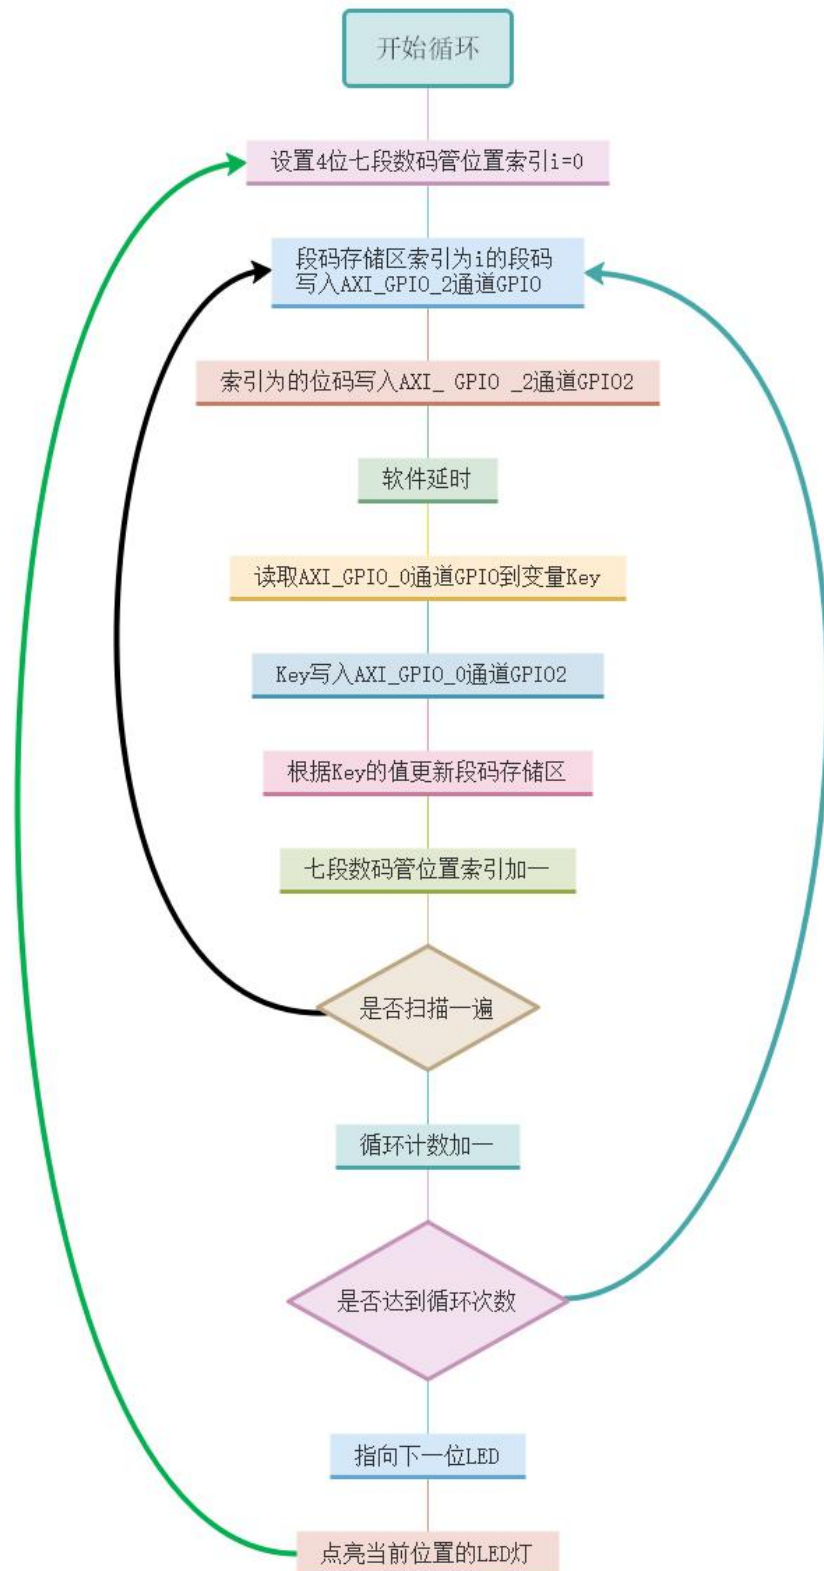 开始循环
设置4位七段数码管位置索引i=0
段码存储区索引为i的段码
写入AXI_GPIO_2通道GPIO
索引为的位码写入AXI_ GPIO _2通道GPIO2
软件延时
读取AXI_GPIO_0通道GPIO到变量Key
Key写入AXI_GPIO_0通道GPIO2
根据Key的值更新段码存储区
七段数码管位置索引加一
是否扫描一遍
循环计数加一
是否达到循环次数
指向下一位LED
点亮当前位置的LED灯